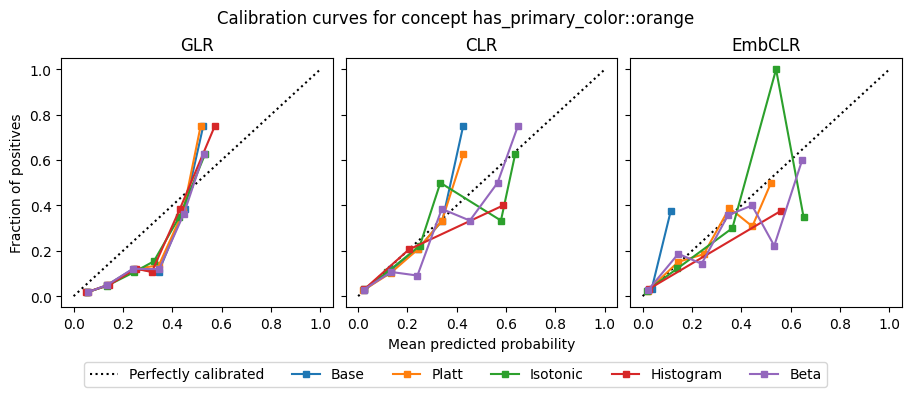 Calibration curves for concept has_primary_color::orange
GLR
CLR
EmbCLR
Fraction of positives
1.0
0.8
0.6
0.4
0.2
0.0
0.0 0.2 0.4 0.6 0.8 1.0
0.0 0.2 0.4 0.6 0.8 1.0
0.0 0.2 0.4 0.6 0.8 1.0
Mean predicted probability
Perfectly calibrated Base Platt Isotonic Histogram Beta